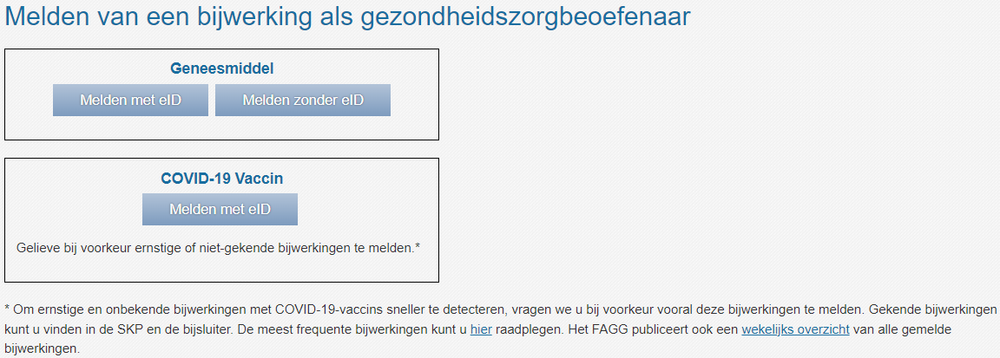 Melden van een bijwerking als gezondheidszorgbeoefenaar
Geneesmiddel
Melden met eID
Melden zonder eID
COVID-19 Vaccin
Melden met eID
Gelieve bij voorkeur ernstige of niet-gekende bijwerkingen te melden.*
* Om ernstige en onbekende bijwerkingen met COVID-19-vaccins sneller te detecteren, vragen we u bij voorkeur vooral deze bijwerkingen te melden. Gekende bijwerkingen
kunt u vinden in de SKP en de bijsluiter. De meest frequente bijwerkingen kunt u hier raadplegen. Het FAGG publiceert ook een wekelijks overzicht van alle gemelde
bijwerkingen.